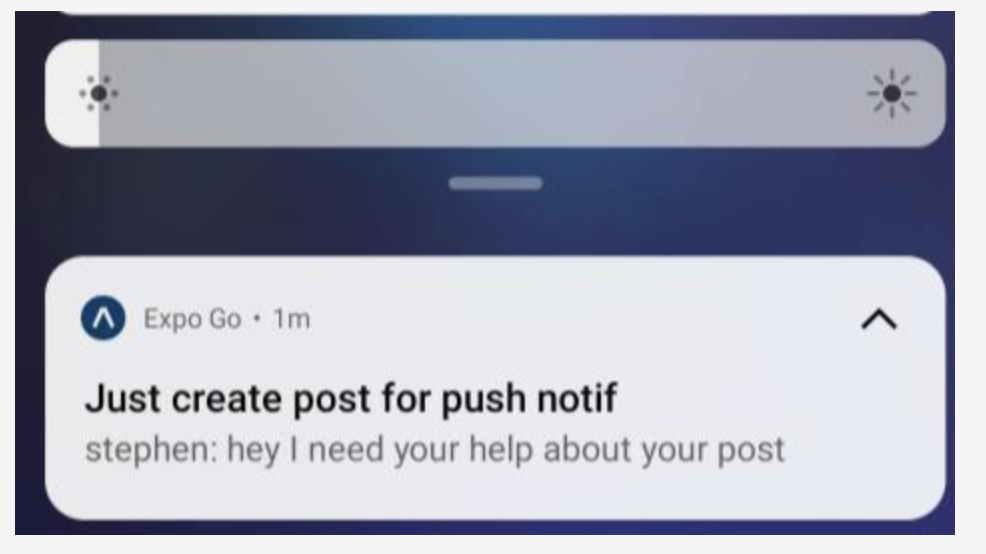 Expo Go • 1m
Just create post for push notif
stephen: hey I need your help about your post